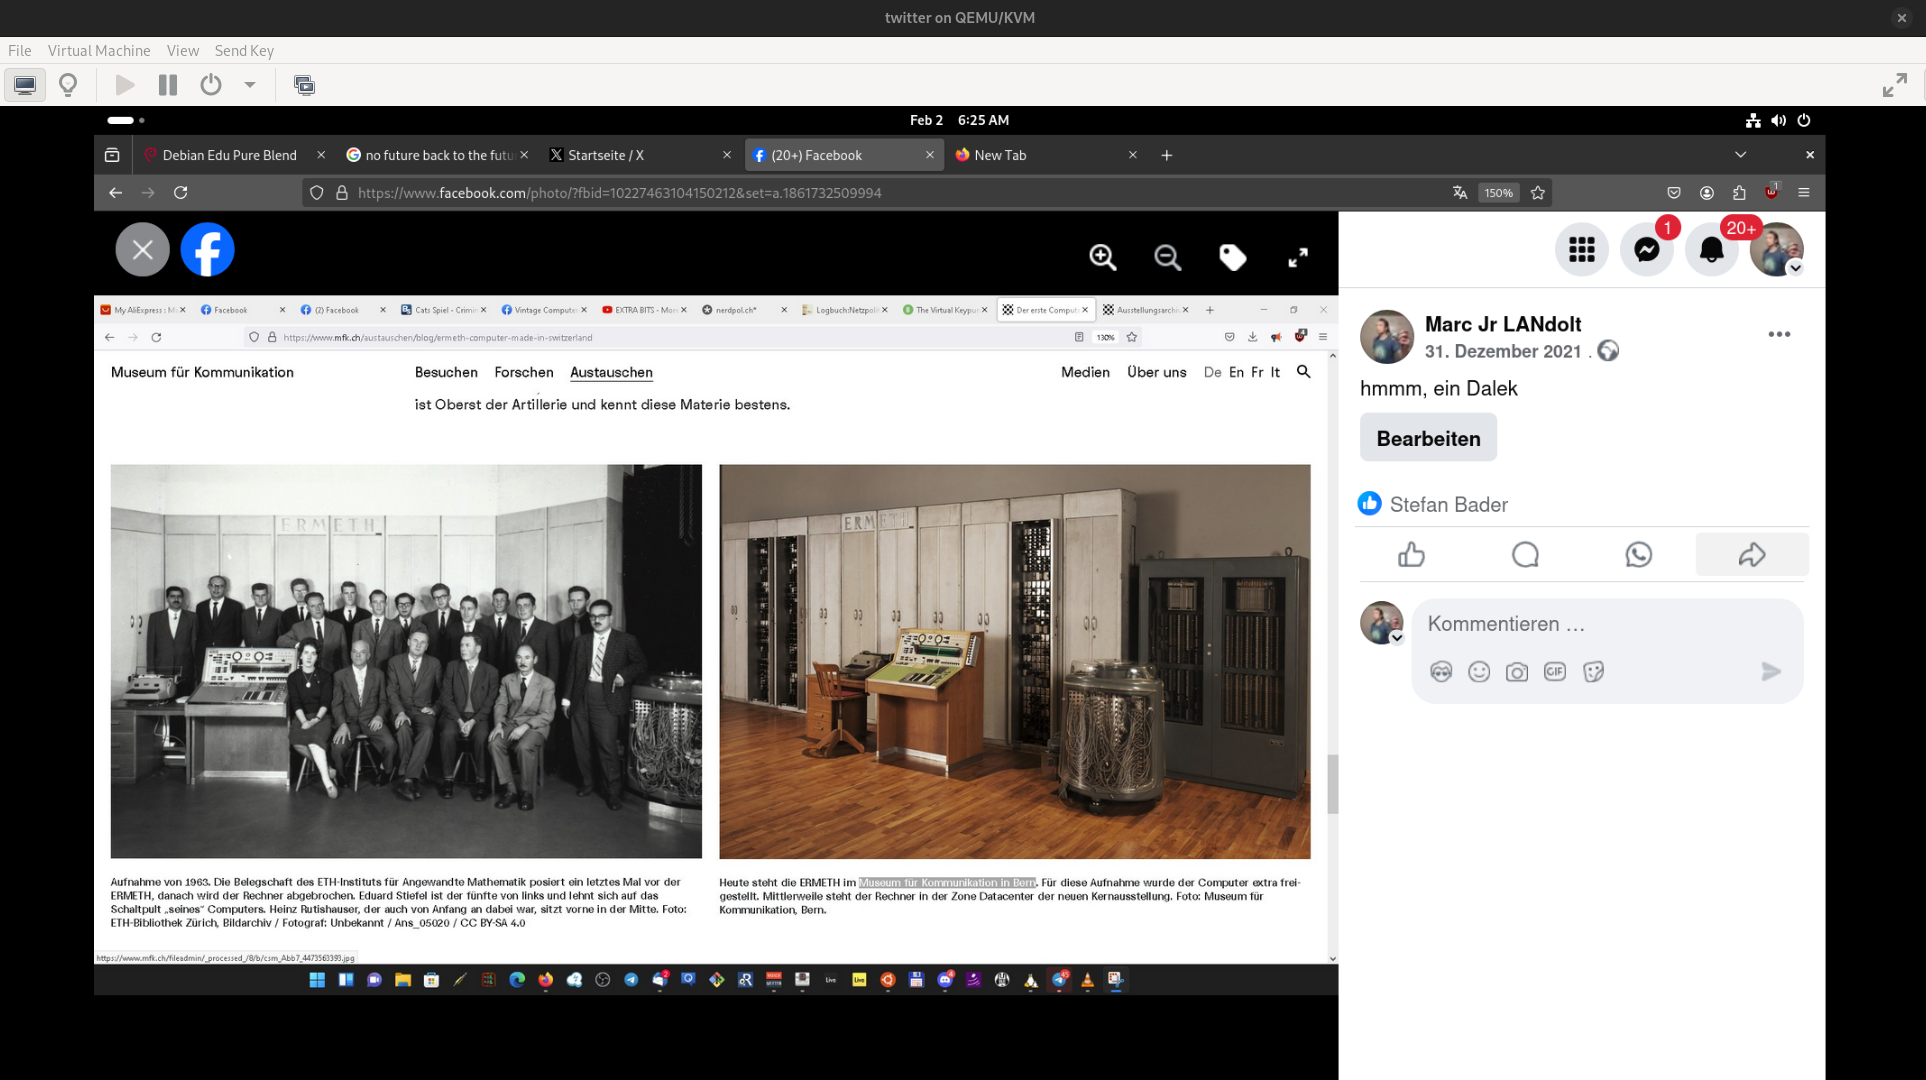 twitter on QEMU/KVM
File Virtual Machine View Send Key
Feb 2 6:25 AM
Debian Edu Pure Blend
no future back to the futu
Startseite / X
(20+) Facebook
New Tab
https://www.facebook.com/photo/?fbid=10227463104150212&set=a.1861732509994
150%
1
1
20+
My AliExpress : M
Facebook
(2) Facebook
Cats Spiel - Crimin
Vintage Computer
EXTRA BITS - More
nerdpol.ch*
Logbuch:Netzpoliti
The Virtual Keypu
Der erste Comput
Ausstellungsarchi
https://www.mfk.ch/austauschen/blog/ermeth-computer-made-in-switzerland
130%
4
Museum für Kommunikation
Besuchen Forschen Austauschen
Medien Über uns De En Fr It
ist Oberst der Artillerie und kennt diese Materie bestens.
ERMETH
ERMETH
Aufnahme von 1963. Die Belegschaft des ETH-Instituts für Angewandte Mathematik posiert ein letztes Mal vor der
ERMETH, danach wird der Rechner abgebrochen. Eduard Stiefel ist der fünfte von links und lehnt sich auf das
Schaltpult „seines“ Computers. Heinz Rutishauser, der auch von Anfang an dabei war, sitzt vorne in der Mitte. Foto:
ETH-Bibliothek Zürich, Bildarchiv / Fotograf: Unbekannt / Ans_05020 / CC BY-SA 4.0
Heute steht die ERMETH im Museum für Kommunikation in Bern. Für diese Aufnahme wurde der Computer extra frei-
gestellt. Mittlerweile steht der Rechner in der Zone Datacenter der neuen Kernausstellung. Foto: Museum für
Kommunikation, Bern.
https://www.mfk.ch/fileadmin/_processed_/8/b/csm_Abb7_4473563393.jpg
Live
Live
Marc Jr LANdolt
31. Dezember 2021 .
hmmm, ein Dalek
Bearbeiten
Stefan Bader
Kommentieren …
GIF